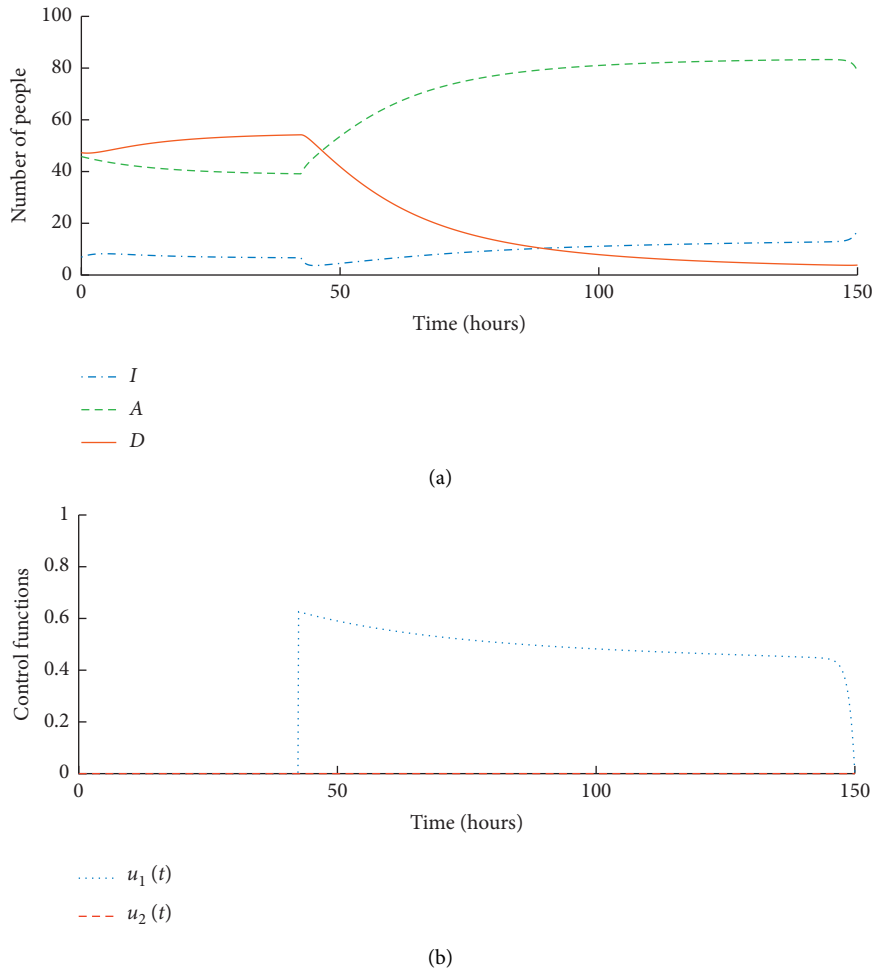 100
80
60
40
20
0
Number of people
0 50 100 150
Time (hours)
I
A
D
(a)
1
0.8
0.6
0.4
0.2
0
Control functions
0 50 100 150
Time (hours)
u1 (t)
u2 (t)
(b)